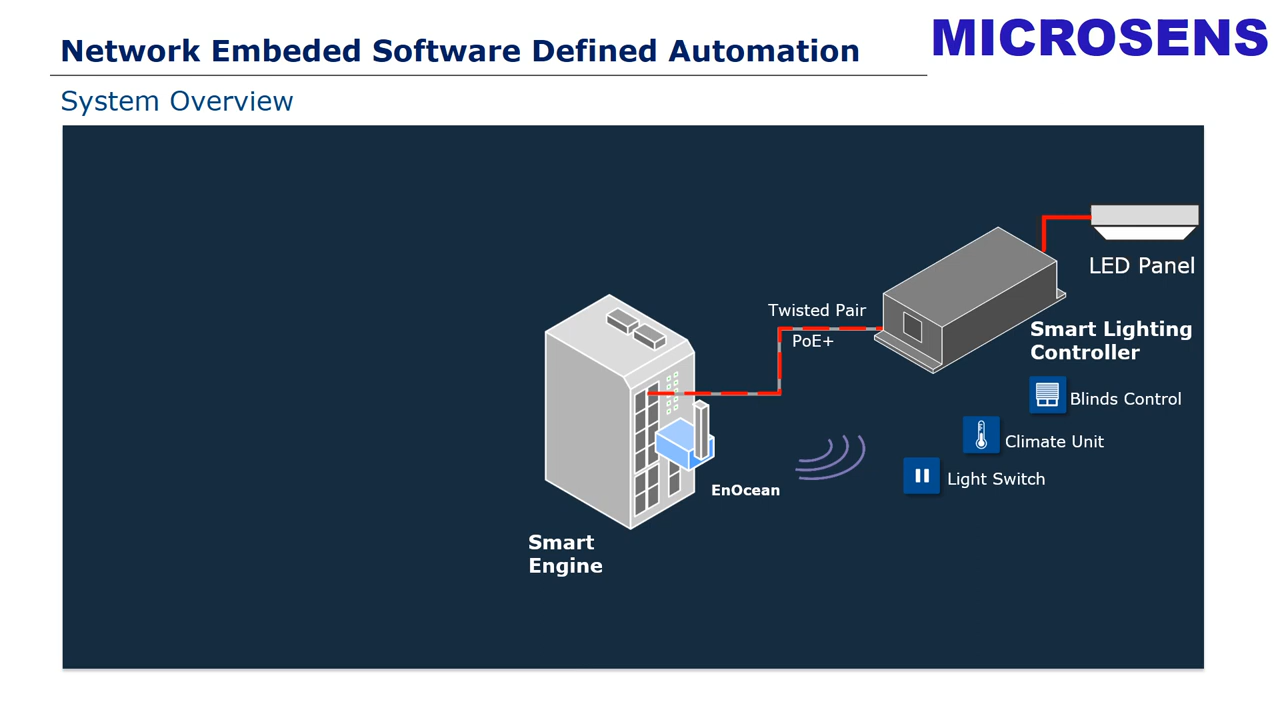 Network Embeded Software Defined Automation
MICROSENS
System Overview
LED Panel
Twisted Pair
PoE+
Smart Lighting
Controller
Blinds Control
Climate Unit
Light Switch
EnOcean
Smart
Engine